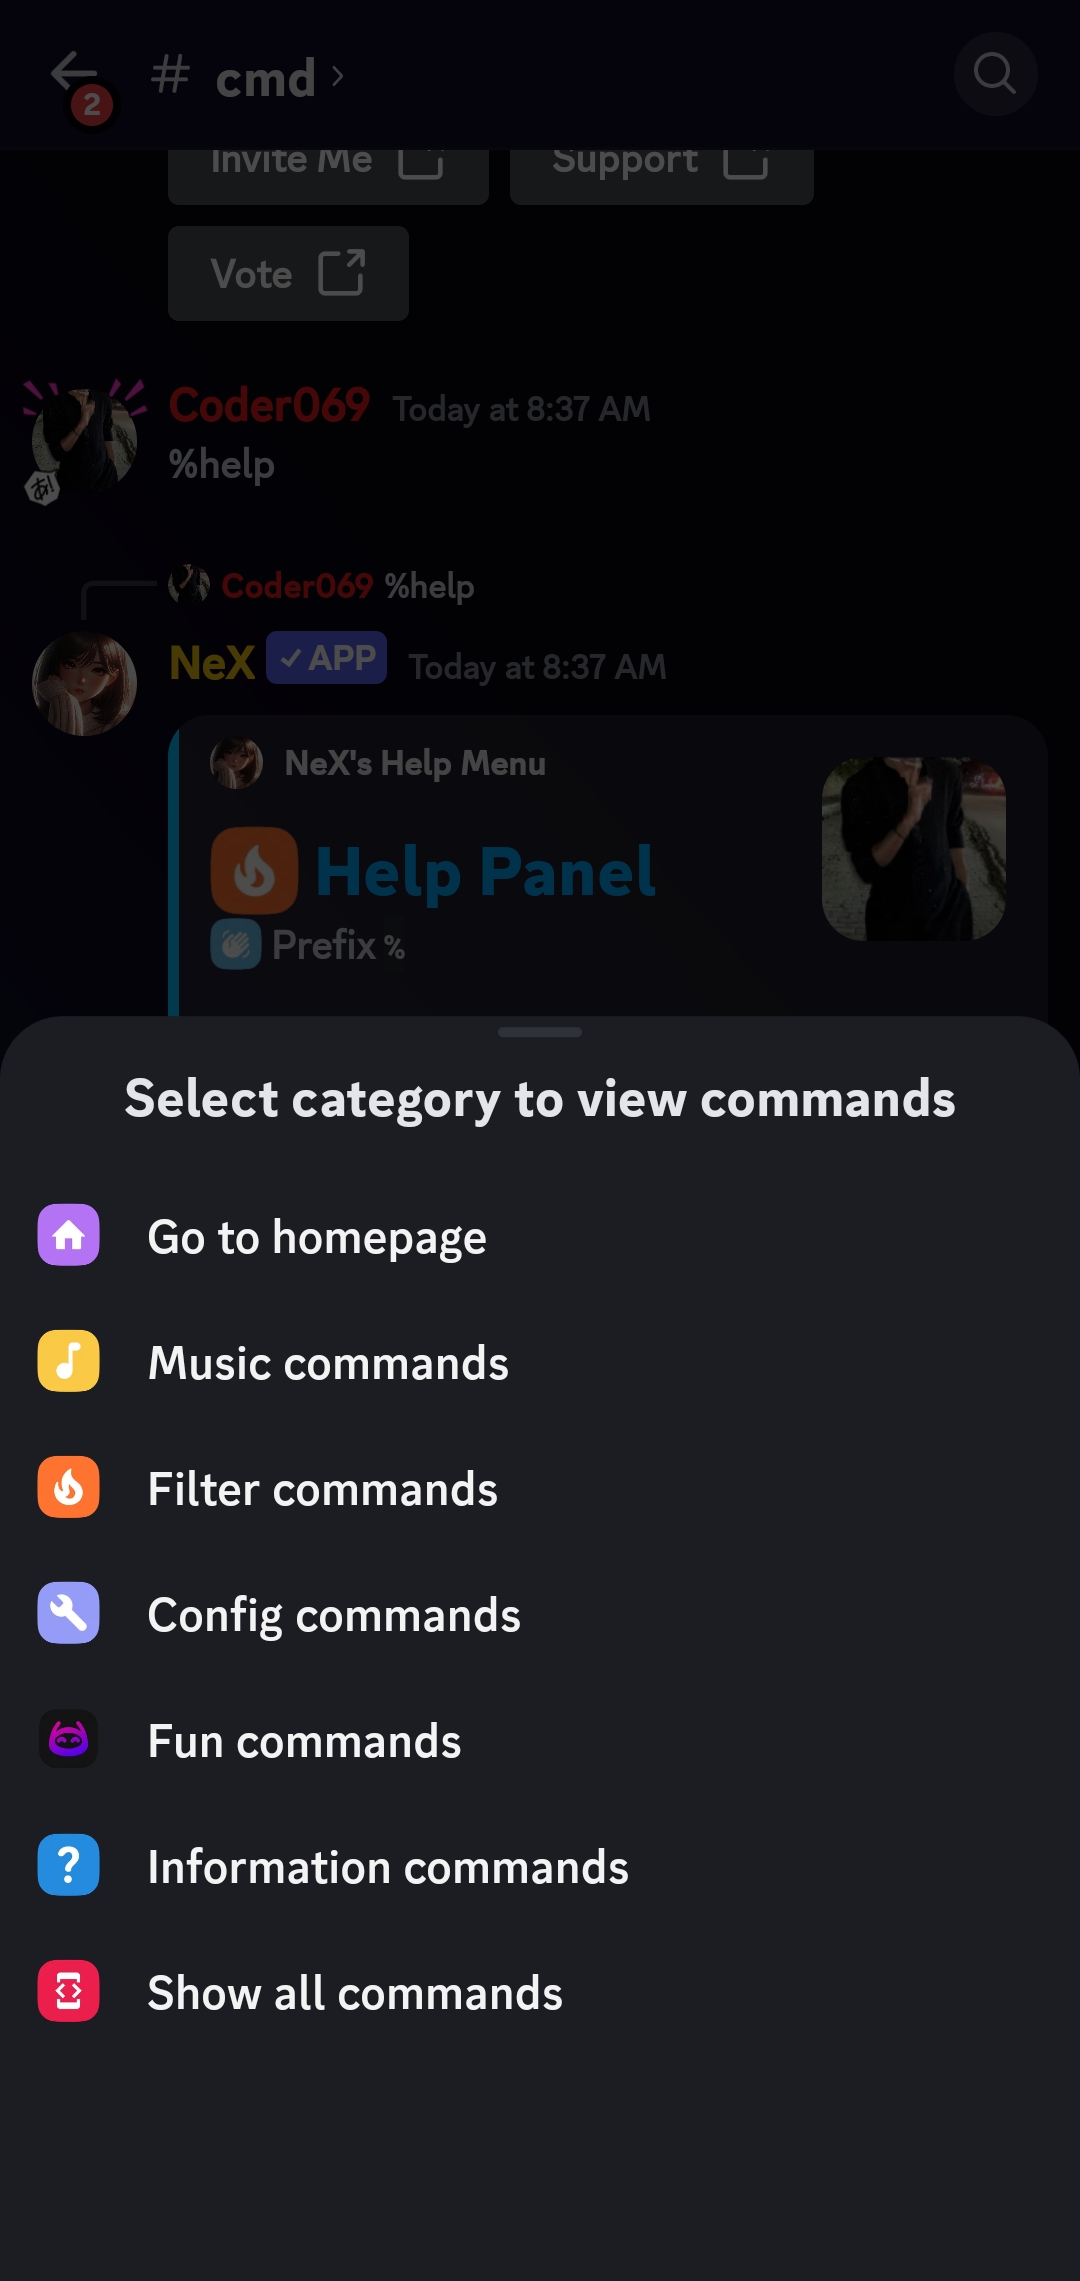 2
cmd
Invite Me
Support
Vote
Coder069 Today at 8:37 AM
%help
Coder069 %help
NeX APP Today at 8:37 AM
NeX's Help Menu
Help Panel
Prefix %
Select category to view commands
Go to homepage
Music commands
Filter commands
Config commands
Fun commands
Information commands
Show all commands